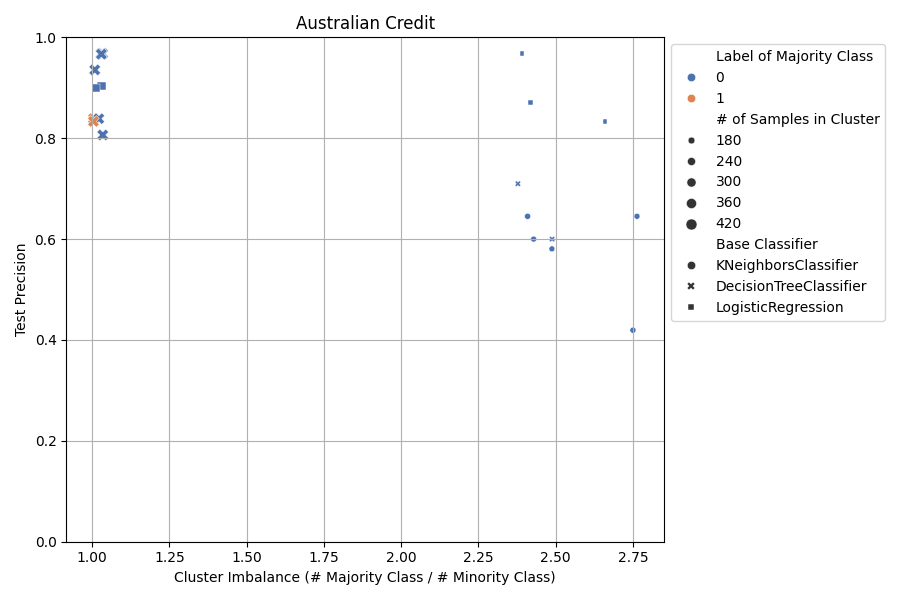 Australian Credit
1.0
0.8
0.6
0.4
0.2
0.0
Test Precision
1.00
1.25
1.50
1.75
2.00
2.25
2.50
2.75
Cluster Imbalance (# Majority Class / # Minority Class)
Label of Majority Class
0
1
# of Samples in Cluster
180
240
300
360
420
Base Classifier
KNeighborsClassifier
DecisionTreeClassifier
LogisticRegression